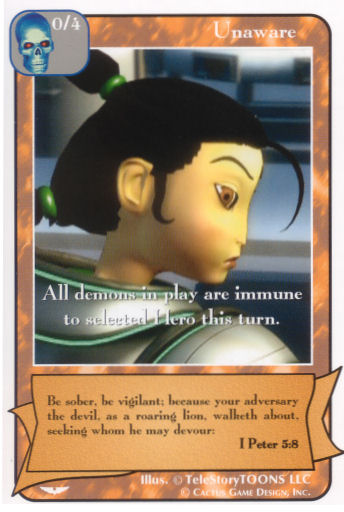 0/4
Unaware
All demons in play are immune
to selected Hero this turn.
Be sober, be vigilant; because your adversary
the devil, as a roaring lion, walketh about,
seeking whom he may devour:
I Peter 5:8
Illus. © TeleStoryTOONS LLC
© Cactus Game Design, Inc.